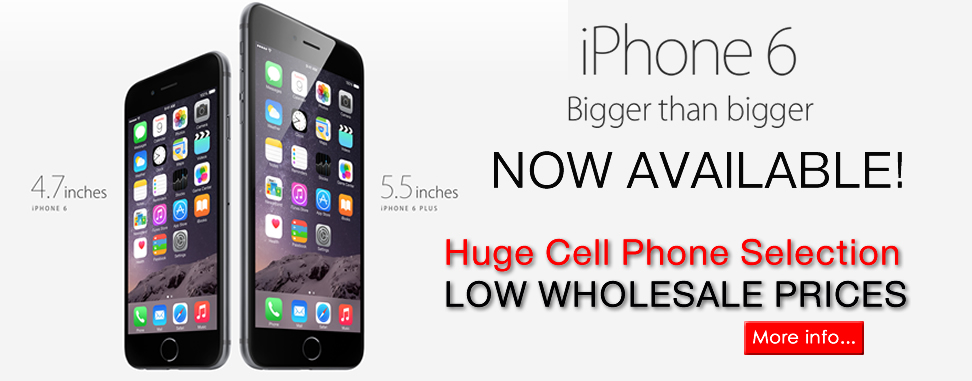 iPhone 6
Bigger than bigger
NOW AVAILABLE!
4.7 inches
iPHONE 6
5.5 inches
iPHONE 6 PLUS
Huge Cell Phone Selection
LOW WHOLESALE PRICES
More info...